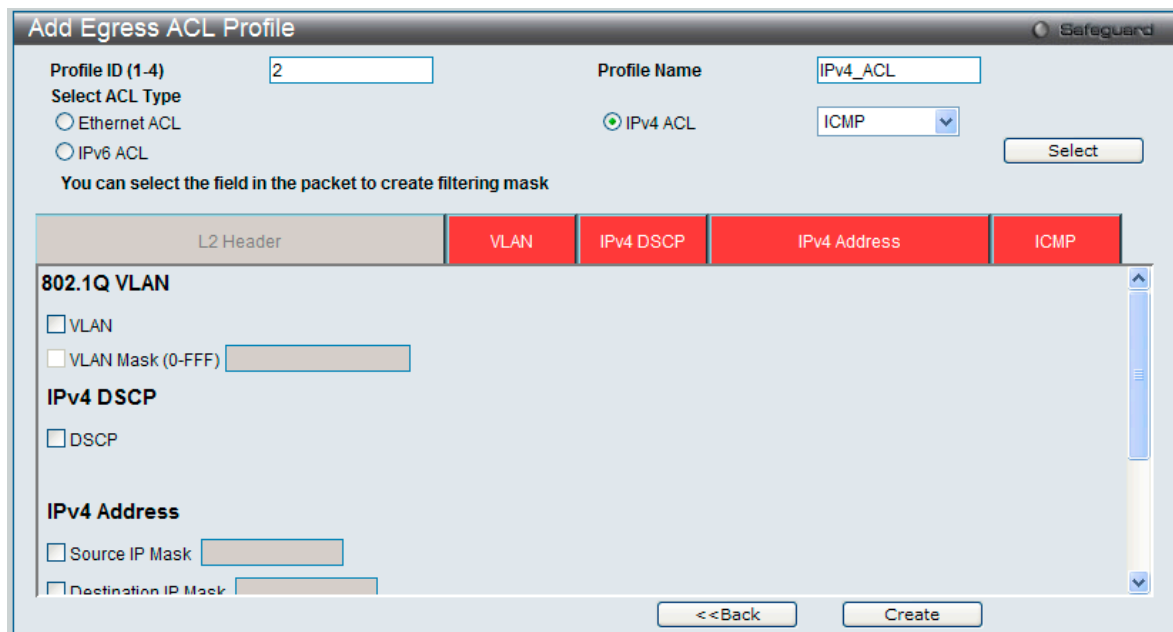 Add Egress ACL Profile
Safeguard
Profile ID (1-4) 2 Profile Name IPv4_ACL
Select ACL Type
Ethernet ACL IPv4 ACL ICMP
IPv6 ACL
Select
You can select the field in the packet to create filtering mask
L2 Header VLAN IPv4 DSCP IPv4 Address ICMP
802.1Q VLAN
VLAN
VLAN Mask (0-FFF)
IPv4 DSCP
DSCP
IPv4 Address
Source IP Mask
Destination IP Mask
<<Back Create